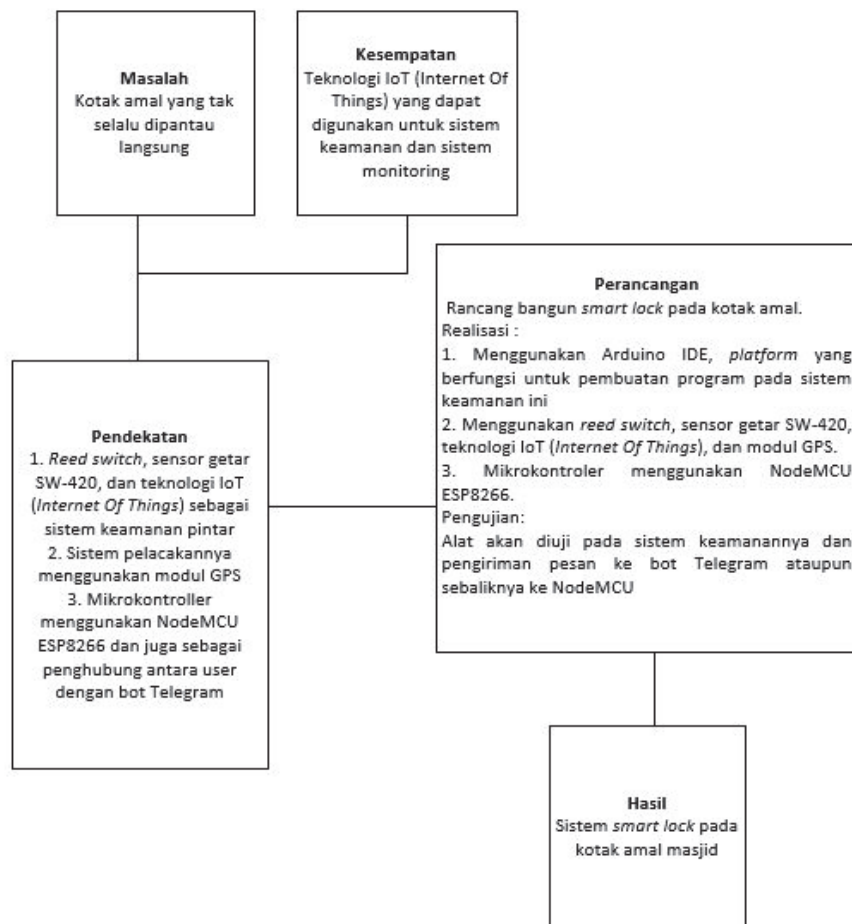 Masalah
Kotak amal yang tak
selalu dipantau
langsung
Kesempatan
Teknologi IoT (Internet Of
Things) yang dapat
digunakan untuk sistem
keamanan dan sistem
monitoring
Pendekatan
1. Reed switch, sensor getar
SW-420, dan teknologi IoT
(Internet Of Things) sebagai
sistem keamanan pintar
2. Sistem pelacakannya
menggunakan modul GPS
3. Mikrokontroller
menggunakan NodeMCU
ESP8266 dan juga sebagai
penghubung antara user
dengan bot Telegram
Perancangan
Rancang bangun smart lock pada kotak amal.
Realisasi :
1. Menggunakan Arduino IDE, platform yang
berfungsi untuk pembuatan program pada sistem
keamanan ini
2. Menggunakan reed switch, sensor getar SW-420,
teknologi IoT (Internet Of Things), dan modul GPS.
3. Mikrokontroler menggunakan NodeMCU
ESP8266.
Pengujian:
Alat akan diuji pada sistem keamanannya dan
pengiriman pesan ke bot Telegram ataupun
sebaliknya ke NodeMCU
Hasil
Sistem smart lock pada
kotak amal masjid